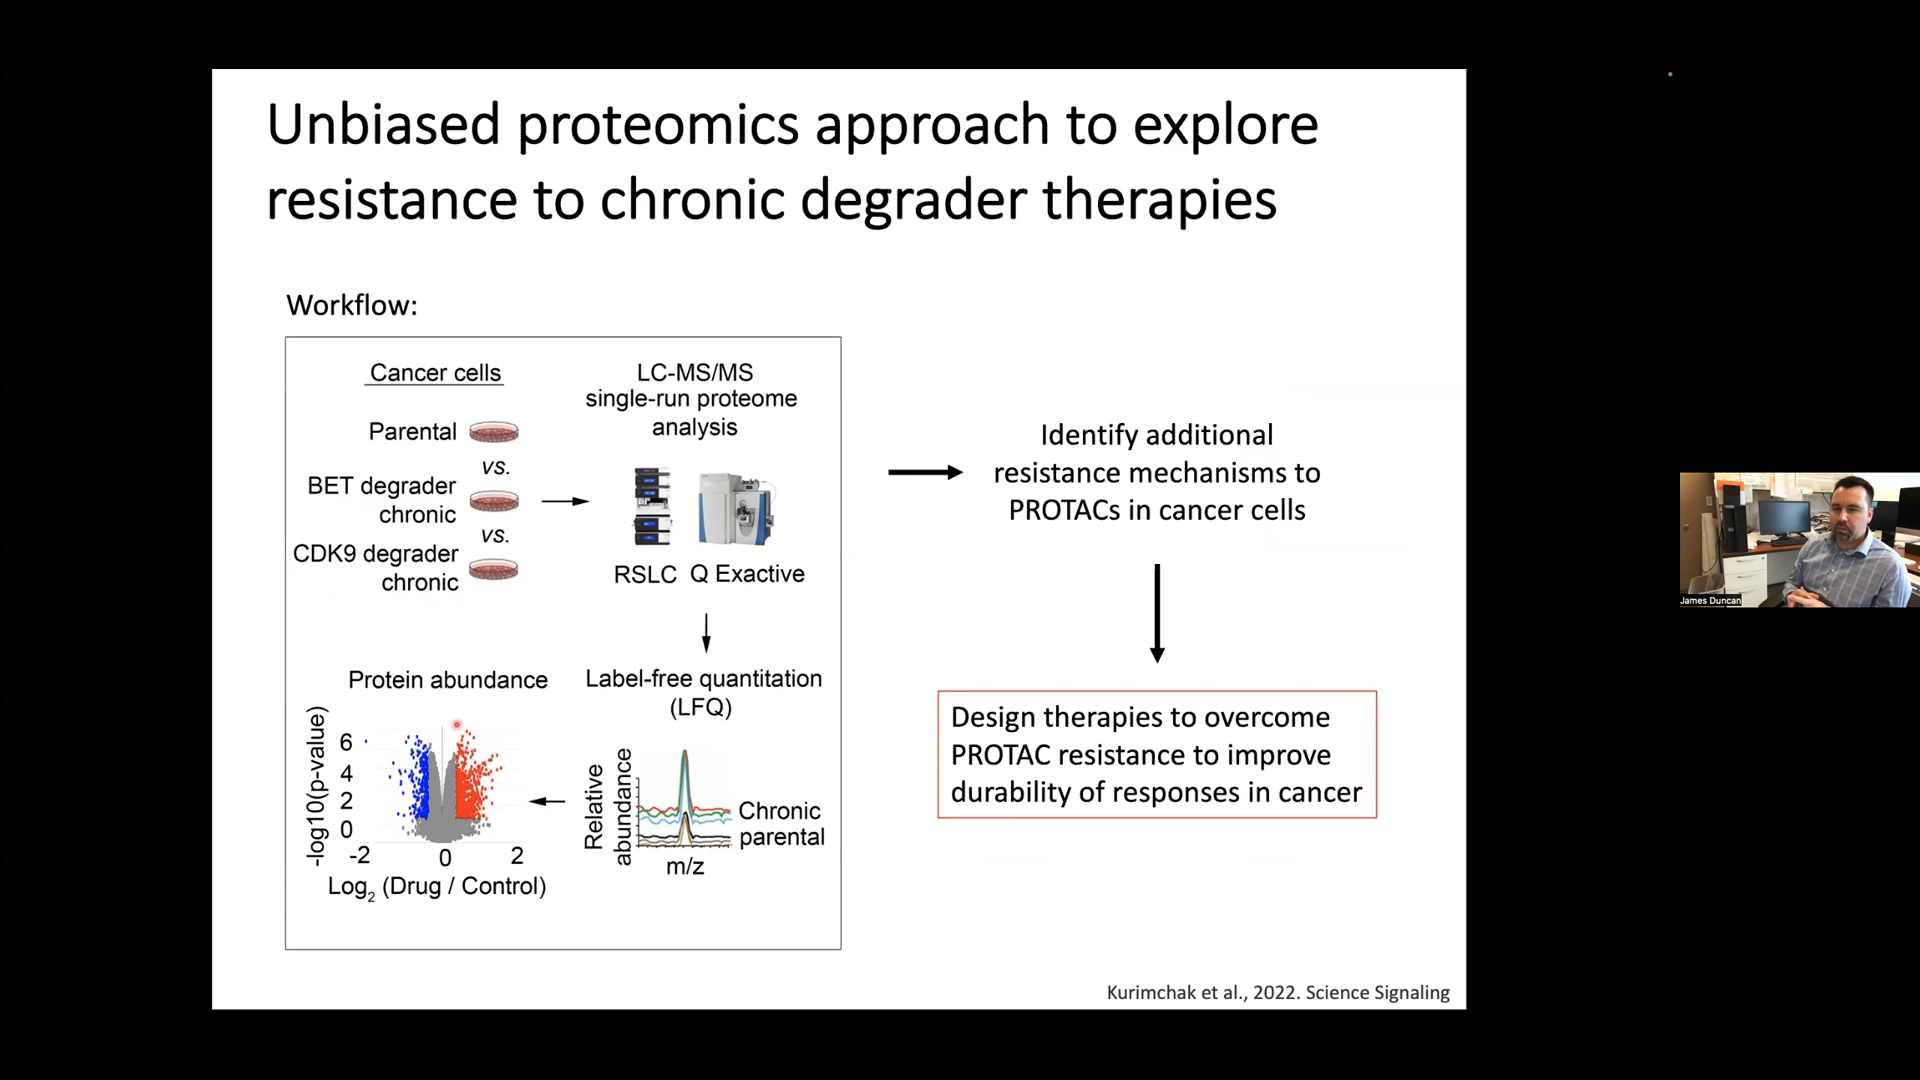 Unbiased proteomics approach to explore
resistance to chronic degrader therapies
Workflow:
Cancer cells
Parental
vs.
BET degrader
chronic
vs.
CDK9 degrader
chronic
LC-MS/MS
single-run proteome
analysis
RSLC
Q Exactive
Label-free quantitation
(LFQ)
Relative
abundance
m/z
Chronic
parental
Protein abundance
-log10(p-value)
6
4
2
0
-2
0
2
Log2 (Drug / Control)
Identify additional
resistance mechanisms to
PROTACs in cancer cells
Design therapies to overcome
PROTAC resistance to improve
durability of responses in cancer
Kurimchak et al., 2022. Science Signaling
James Duncan